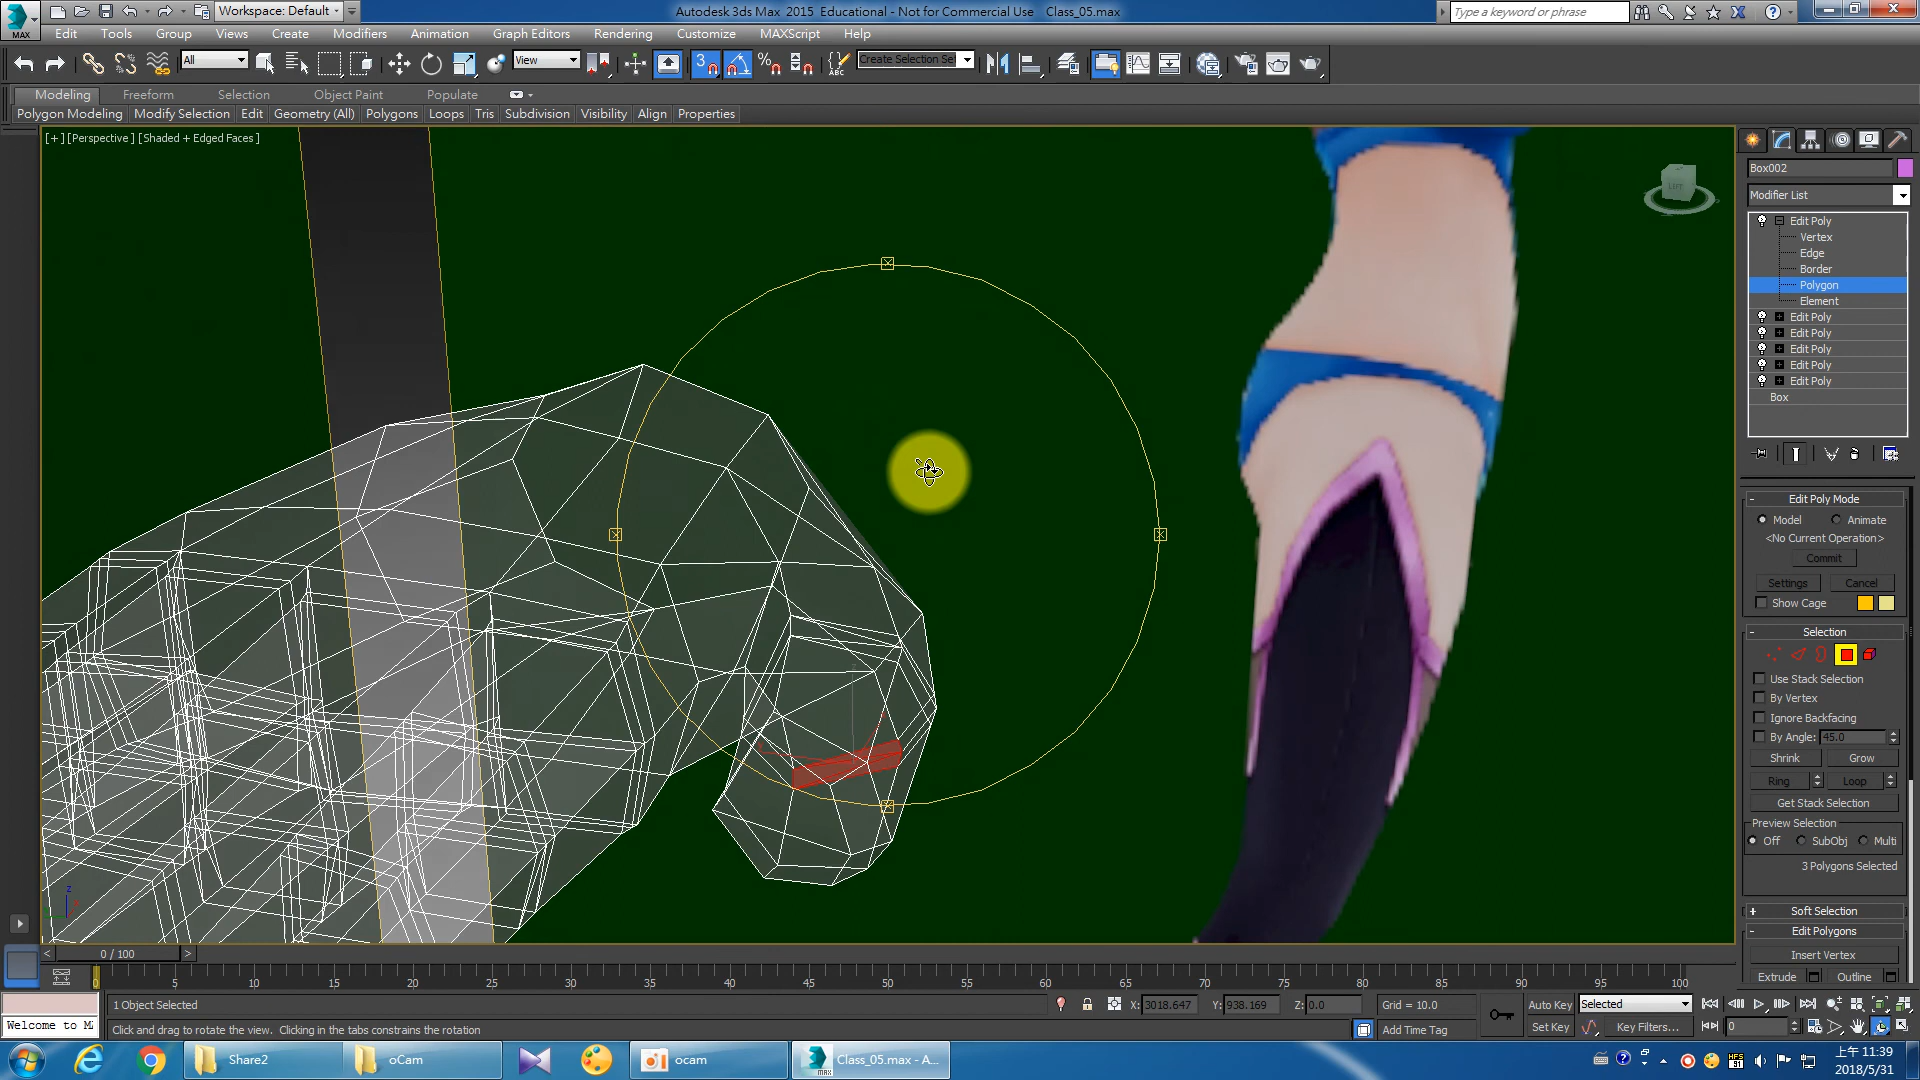 MAX
Workspace: Default
Autodesk 3ds Max 2015 Educational - Not for Commercial Use Class_05.max
Type a keyword or phrase
Edit Tools Group Views Create Modifiers Animation Graph Editors Rendering Customize MAXScript Help
All
View
3
Create Selection Se
ABC
Modeling Freeform Selection Object Paint Populate
Polygon Modeling Modify Selection Edit Geometry (All) Polygons Loops Tris Subdivision Visibility Align Properties
[+][Perspective][Shaded + Edged Faces]
LEFT
Box002
Modifier List
Edit Poly
Vertex
Edge
Border
Polygon
Element
Edit Poly
Edit Poly
Edit Poly
Edit Poly
Edit Poly
Box
Edit Poly Mode
Model Animate
<No Current Operation>
Commit
Settings Cancel
Show Cage
Selection
Use Stack Selection
By Vertex
Ignore Backfacing
By Angle: 45.0
Shrink Grow
Ring Loop
Get Stack Selection
Preview Selection
Off SubObj Multi
3 Polygons Selected
Soft Selection
Edit Polygons
Insert Vertex
Extrude Outline
z
0 / 100
0 5 10 15 20 25 30 35 40 45 50 55 60 65 70 75 80 85 90 95 100
1 Object Selected
X: 3018.647 Y: 938.169 Z: 0.0 Grid = 10.0
Auto Key Selected
Welcome to MA
Click and drag to rotate the view. Clicking in the tabs constrains the rotation
Add Time Tag
Set Key Key Filters... 0
Share2
oCam
ocam
Class_05.max - A...
上午 11:39
2018/5/31